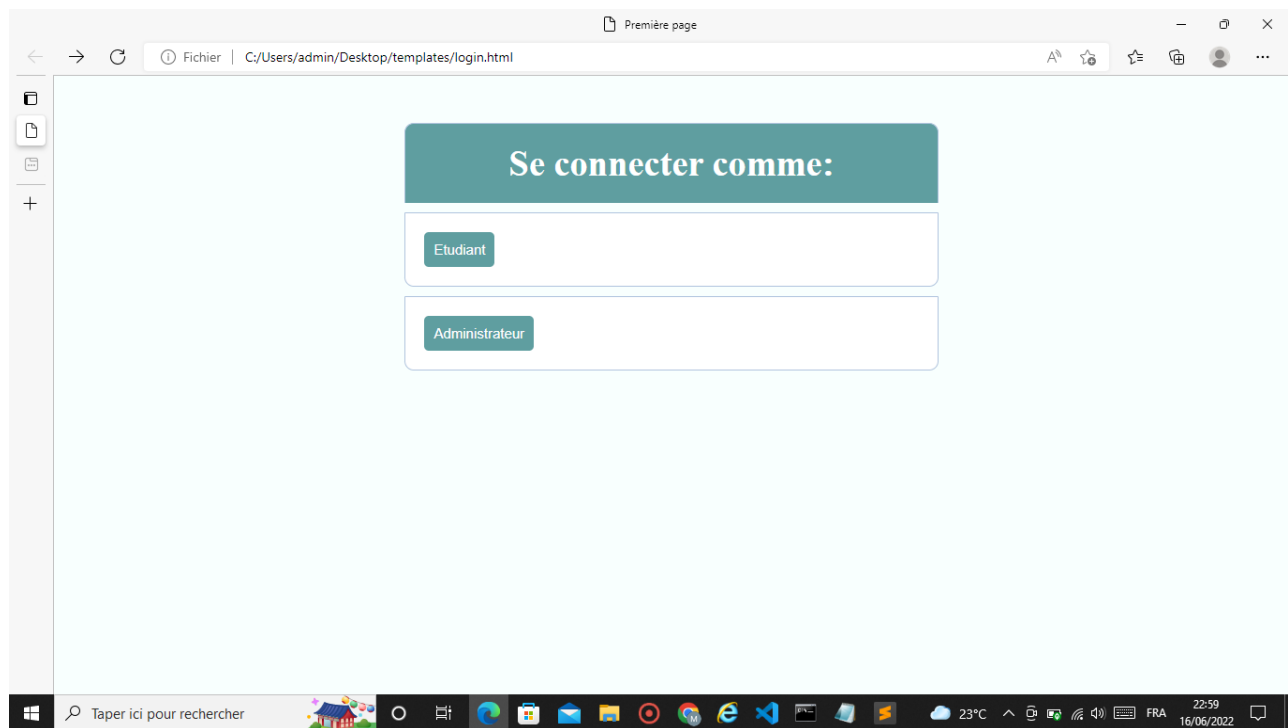 Première page
Fichier C:/Users/admin/Desktop/templates/login.html
Se connecter comme:
Etudiant
Administrateur
Taper ici pour rechercher
23°C FRA 22:59
16/06/2022